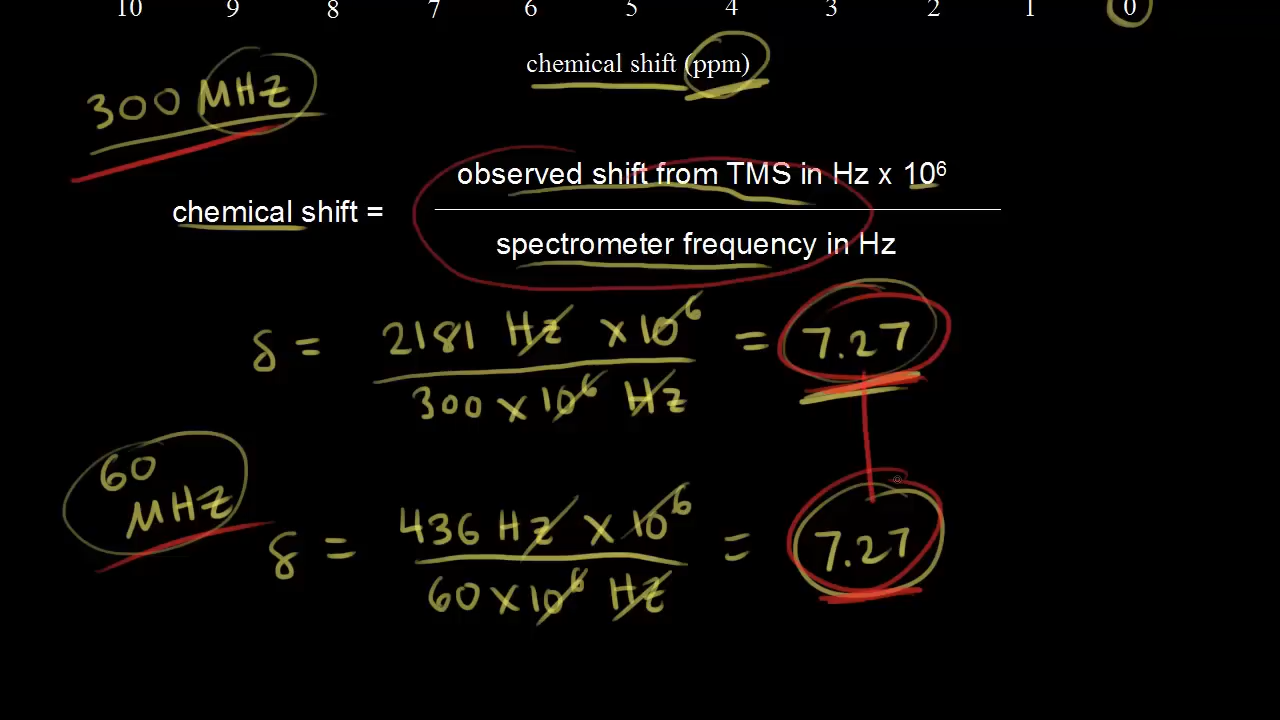 10 9 8 7 6 5 4 3 2 1 0
chemical shift (ppm)
300 MHz
chemical shift = observed shift from TMS in Hz x 10⁶
spectrometer frequency in Hz
δ = 2181 Hz x 10⁶ = 7.27
300 x 10⁶ Hz
60
MHz
δ = 436 Hz x 10⁶ = 7.27
60 x 10⁶ Hz